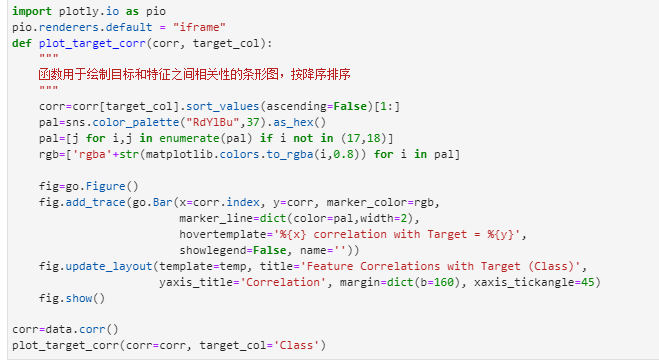 import plotly.io as pio
pio.renderers.default = "iframe"
def plot_target_corr(corr, target_col):
    """
    函数用于绘制目标和特征之间相关性的条形图，按降序排序
    """
    corr=corr[target_col].sort_values(ascending=False)[1:]
    pal=sns.color_palette("RdYlBu",37).as_hex()
    pal=[j for i,j in enumerate(pal) if i not in (17,18)]
    rgb=['rgba'+str(matplotlib.colors.to_rgba(i,0.8)) for i in pal]

    fig=go.Figure()
    fig.add_trace(go.Bar(x=corr.index, y=corr, marker_color=rgb,
                         marker_line=dict(color=pal,width=2),
                         hovertemplate='%{x} correlation with Target = %{y}',
                         showlegend=False, name=''))
    fig.update_layout(template=temp, title='Feature Correlations with Target (Class)',
                      yaxis_title='Correlation', margin=dict(b=160), xaxis_tickangle=45)
    fig.show()

corr=data.corr()
plot_target_corr(corr=corr, target_col='Class')